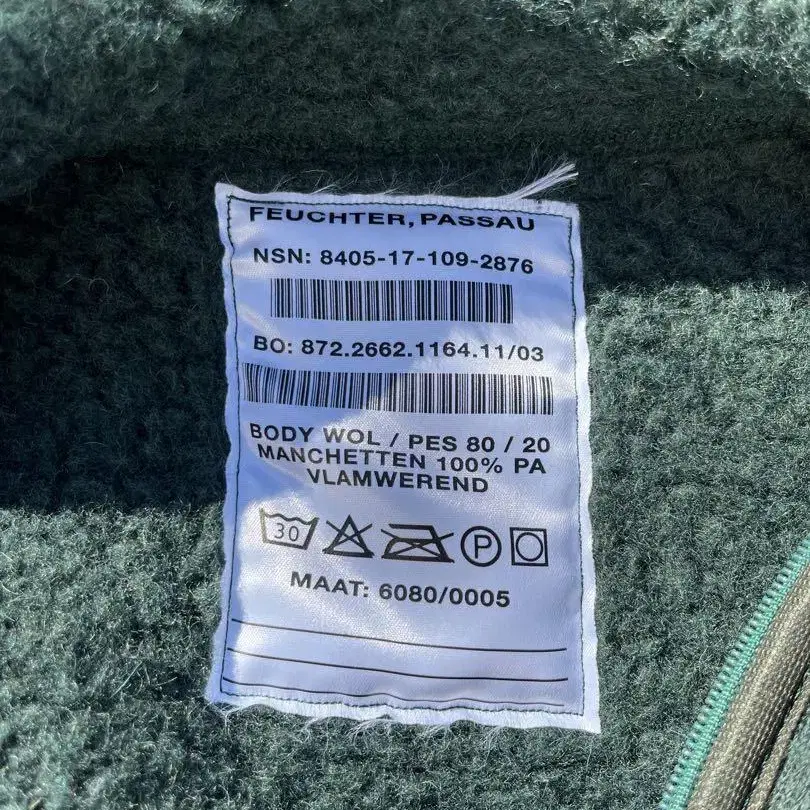 FEUCHTER, PASSAU
NSN: 8405-17-109-2876
BO: 872.2662.1164.11/03
BODY WOL / PES 80 / 20
MANCHETTEN 100% PA
VLAMWEREND
30 P
MAAT: 6080/0005